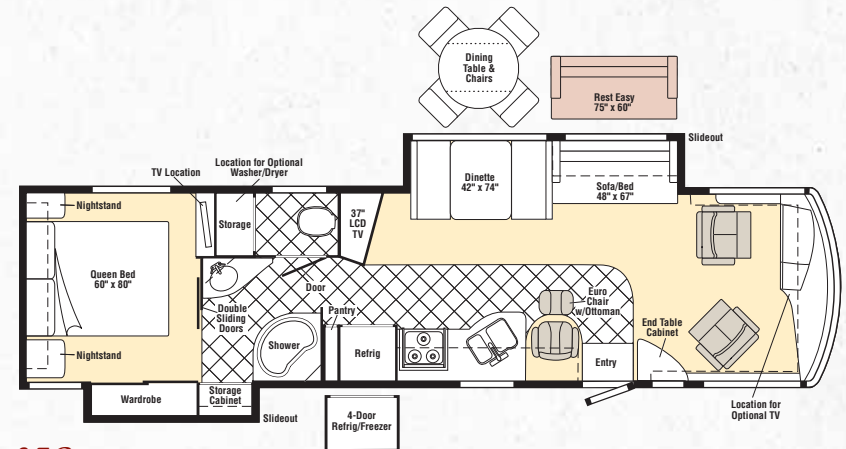 Dining
Table &
Chairs
Rest Easy
75" x 60"
Slideout
Location for Optional
Washer/Dryer
TV Location
Nightstand
Storage
37"
LCD
TV
Dinette
42" x 74"
Sofa/Bed
48" x 67"
Queen Bed
60" x 80"
Door
Double
Sliding
Doors
Pantry
Euro
Chair
w/Ottoman
End Table
Cabinet
Nightstand
Shower
Refrig
Entry
Wardrobe
Storage
Cabinet
Slideout
4-Door
Refrig/Freezer
Location for
Optional TV